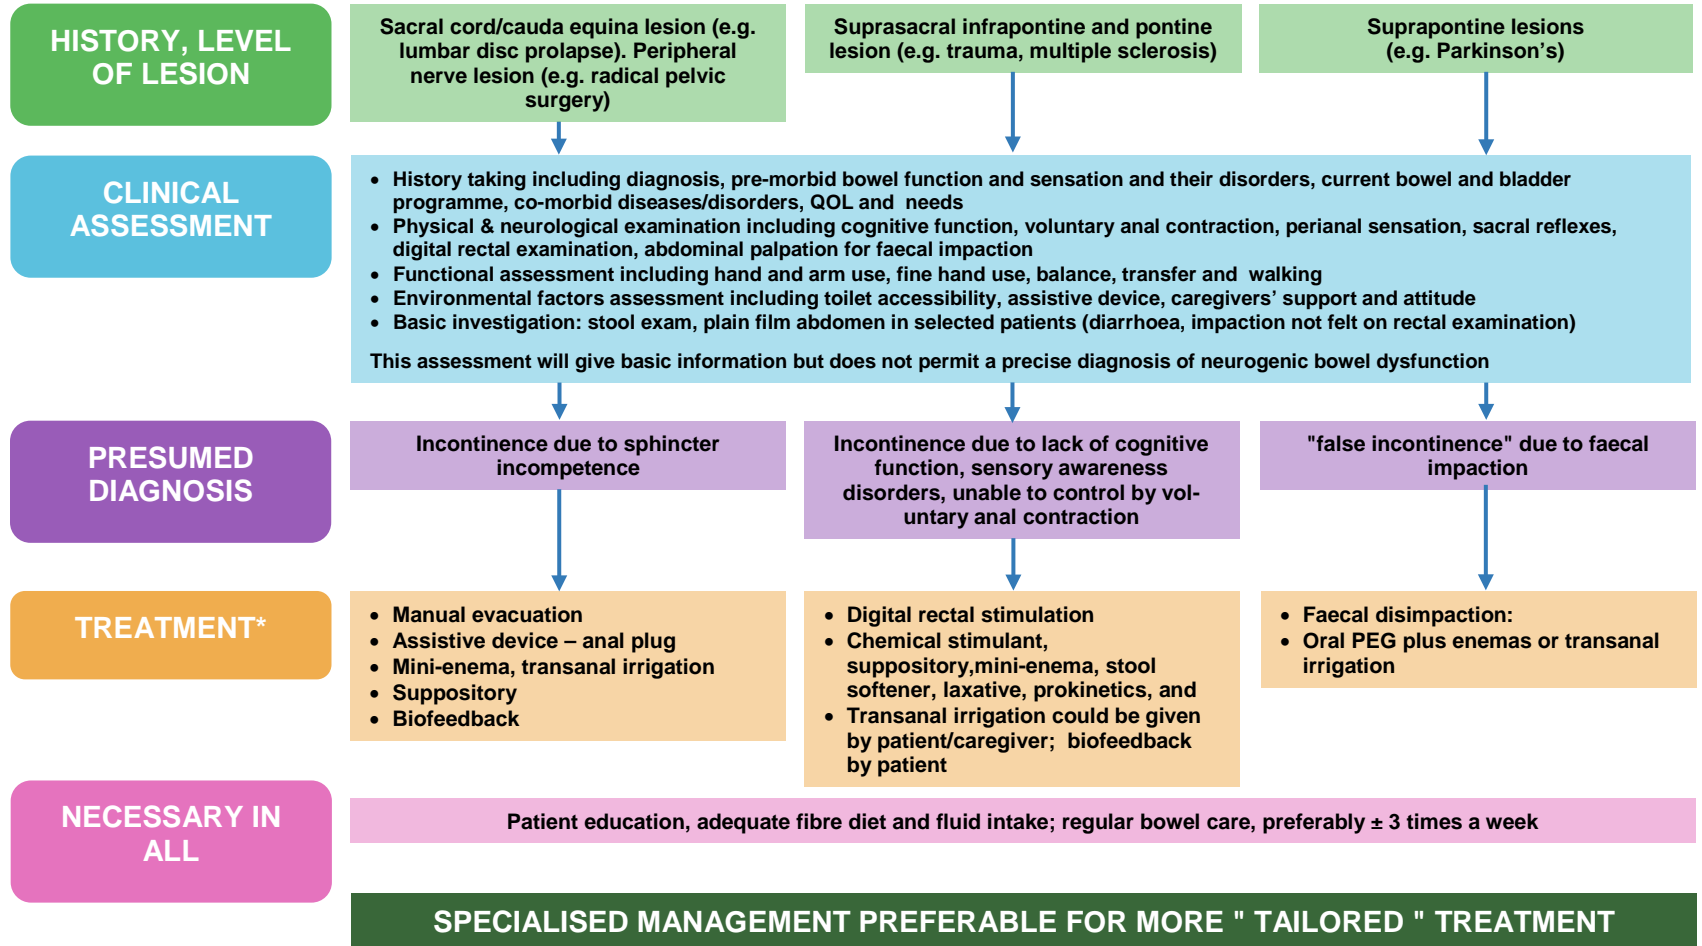 HISTORY, LEVEL
OF LESION
Sacral cord/cauda equina lesion (e.g.
lumbar disc prolapse). Peripheral
nerve lesion (e.g. radical pelvic
surgery)
Suprasacral infrapontine and pontine
lesion (e.g. trauma, multiple sclerosis)
Suprapontine lesions
(e.g. Parkinson’s)
CLINICAL
ASSESSMENT
• History taking including diagnosis, pre-morbid bowel function and sensation and their disorders, current bowel and bladder
programme, co-morbid diseases/disorders, QOL and needs
• Physical & neurological examination including cognitive function, voluntary anal contraction, perianal sensation, sacral reflexes,
digital rectal examination, abdominal palpation for faecal impaction
• Functional assessment including hand and arm use, fine hand use, balance, transfer and walking
• Environmental factors assessment including toilet accessibility, assistive device, caregivers’ support and attitude
• Basic investigation: stool exam, plain film abdomen in selected patients (diarrhoea, impaction not felt on rectal examination)
This assessment will give basic information but does not permit a precise diagnosis of neurogenic bowel dysfunction
PRESUMED
DIAGNOSIS
Incontinence due to sphincter
incompetence
Incontinence due to lack of cognitive
function, sensory awareness
disorders, unable to control by vol-
untary anal contraction
"false incontinence" due to faecal
impaction
TREATMENT*
• Manual evacuation
• Assistive device – anal plug
• Mini-enema, transanal irrigation
• Suppository
• Biofeedback
• Digital rectal stimulation
• Chemical stimulant,
suppository,mini-enema, stool
softener, laxative, prokinetics, and
• Transanal irrigation could be given
by patient/caregiver; biofeedback
by patient
• Faecal disimpaction:
• Oral PEG plus enemas or transanal
irrigation
NECESSARY IN
ALL
Patient education, adequate fibre diet and fluid intake; regular bowel care, preferably ± 3 times a week
SPECIALISED MANAGEMENT PREFERABLE FOR MORE " TAILORED " TREATMENT